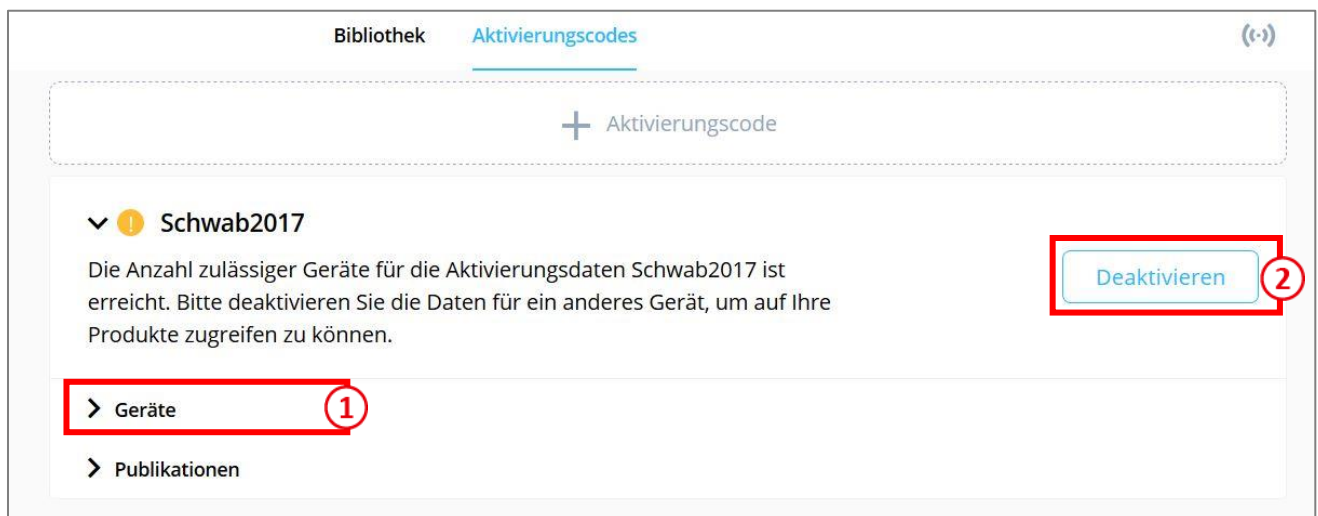 Bibliothek Aktivierungscodes
Aktivierungscode
Schwab2017
Die Anzahl zulässiger Geräte für die Aktivierungsdaten Schwab2017 ist
erreicht. Bitte deaktivieren Sie die Daten für ein anderes Gerät, um auf Ihre
Produkte zugreifen zu können.
Deaktivieren 2
Geräte 1
Publikationen